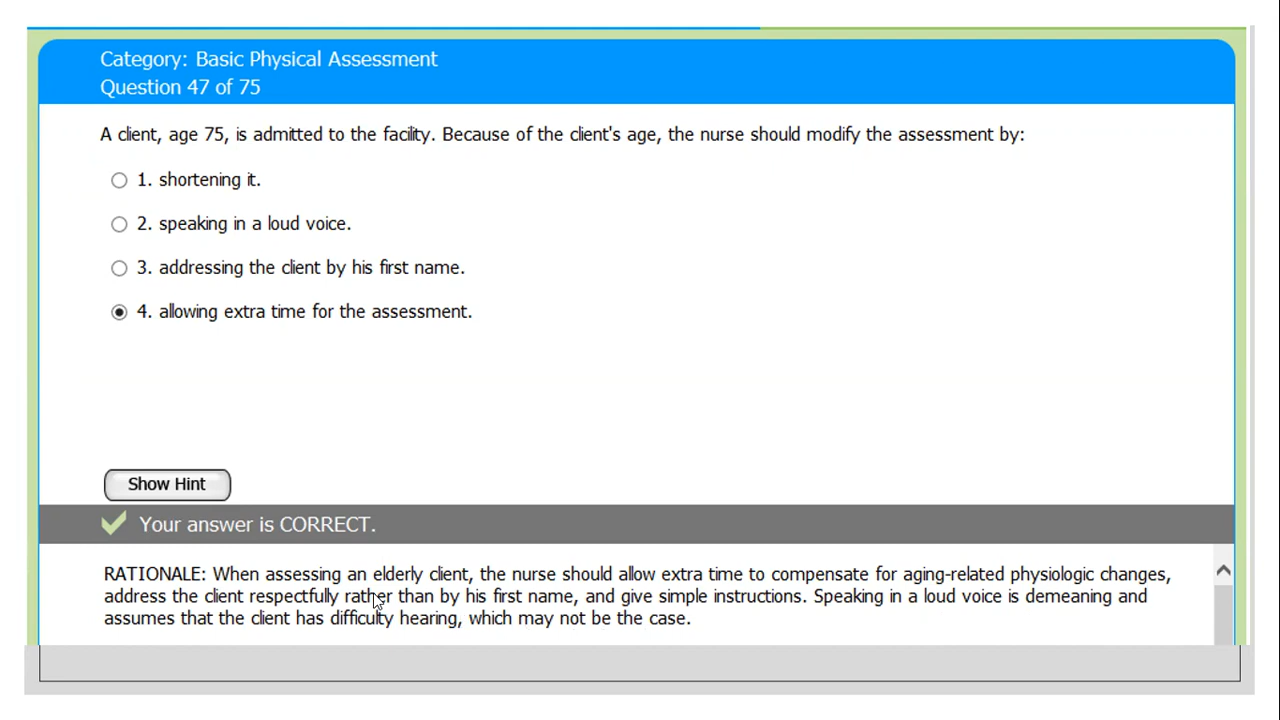 Category: Basic Physical Assessment
Question 47 of 75
A client, age 75, is admitted to the facility. Because of the client's age, the nurse should modify the assessment by:
1. shortening it.
2. speaking in a loud voice.
3. addressing the client by his first name.
4. allowing extra time for the assessment.
Show Hint
Your answer is CORRECT.
RATIONALE: When assessing an elderly client, the nurse should allow extra time to compensate for aging-related physiologic changes,
address the client respectfully rather than by his first name, and give simple instructions. Speaking in a loud voice is demeaning and
assumes that the client has difficulty hearing, which may not be the case.